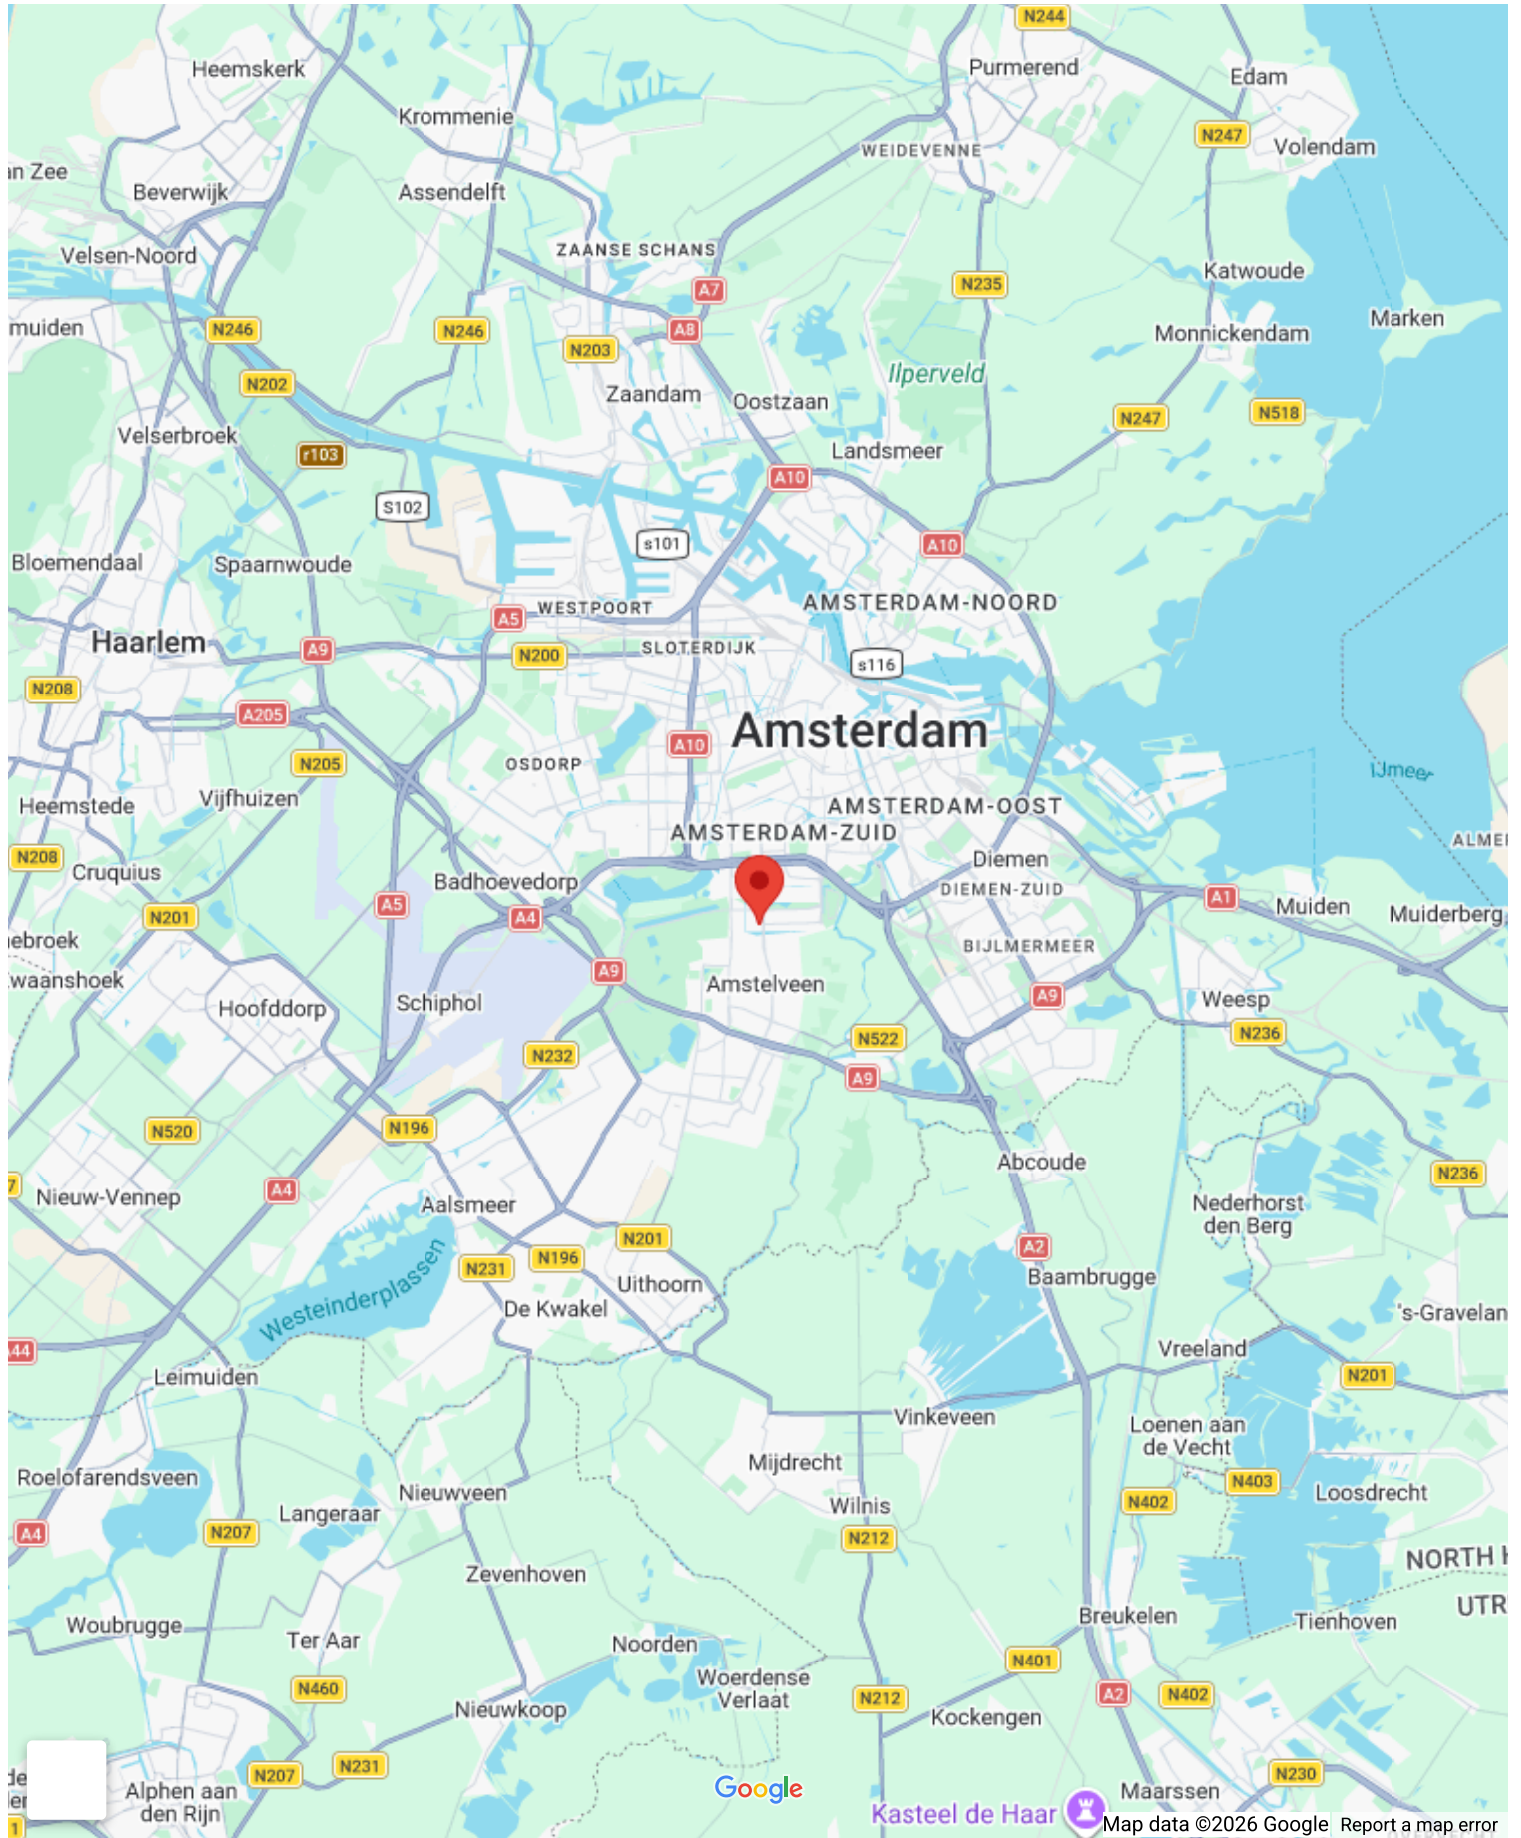 N244
Heemskerk
Purmerend
Edam
Krommenie
N247
Volendam
WEIDEVENNE
an Zee
Beverwijk
Assendelft
Velsen-Noord
ZAANSE SCHANS
Katwoude
N235
A7
muiden
N246
N246
A8
Marken
Monnickendam
N203
Ilperveld
N202
Zaandam
Oostzaan
N518
N247
Velserbroek
r103
Landsmeer
A10
S102
s101
A10
Bloemendaal
Spaarnwoude
AMSTERDAM-NOORD
WESTPOORT
A5
Haarlem
A9
N200
SLOTERDIJK
s116
N208
A205
Amsterdam
A10
OSDORP
N205
IJmeer
Vijfhuizen
Heemstede
AMSTERDAM-OOST
AMSTERDAM-ZUID
ALMER
N208
Diemen
Cruquius
Badhoevedorp
DIEMEN-ZUID
A5
A1
Muiden
N201
A4
Muiderberg
nebroek
BIJLMERMEER
A9
waanshoek
Amstelveen
A9
Weesp
Schiphol
Hoofddorp
N522
N236
N232
A9
N520
N196
Abcoude
N236
7
Nieuw-Vennep
A4
Aalsmeer
Nederhorst
den Berg
N201
A2
N196
N231
Westeinderplassen
Uithoorn
Baambrugge
De Kwakel
's-Gravelan
A44
Vreeland
Leimuiden
N201
Vinkeveen
Loenen aan
de Vecht
Mijdrecht
Roelofarendsveen
N403
Nieuwveen
Loosdrecht
N402
Wilnis
Langeraar
A4
N207
N212
NORTH H
Zevenhoven
UTR
Breukelen
Tienhoven
Woubrugge
Ter Aar
Noorden
N401
Woerdense
Verlaat
N460
A2
N402
N212
Nieuwkoop
Kockengen
N231
N207
N230
de
Google
Alphen aan
den Rijn
Maarssen
Kasteel de Haar
1
Map data ©2026 Google
Report a map error